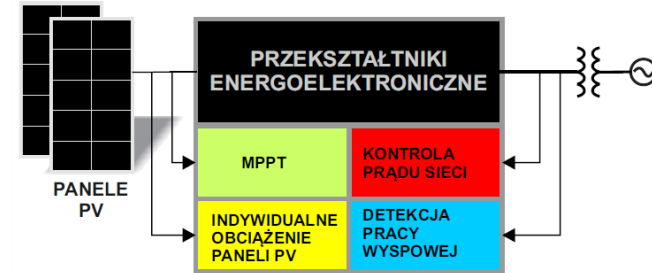 PRZEKSZTAŁTNIKI
ENERGOELEKTRONICZNE
MPPT
KONTROLA
PRĄDU SIECI
PANELE
PV
INDYWIDUALNE
OBCIĄŻENIE
PANELI PV
DETEKCJA
PRACY
WYSPOWEJ